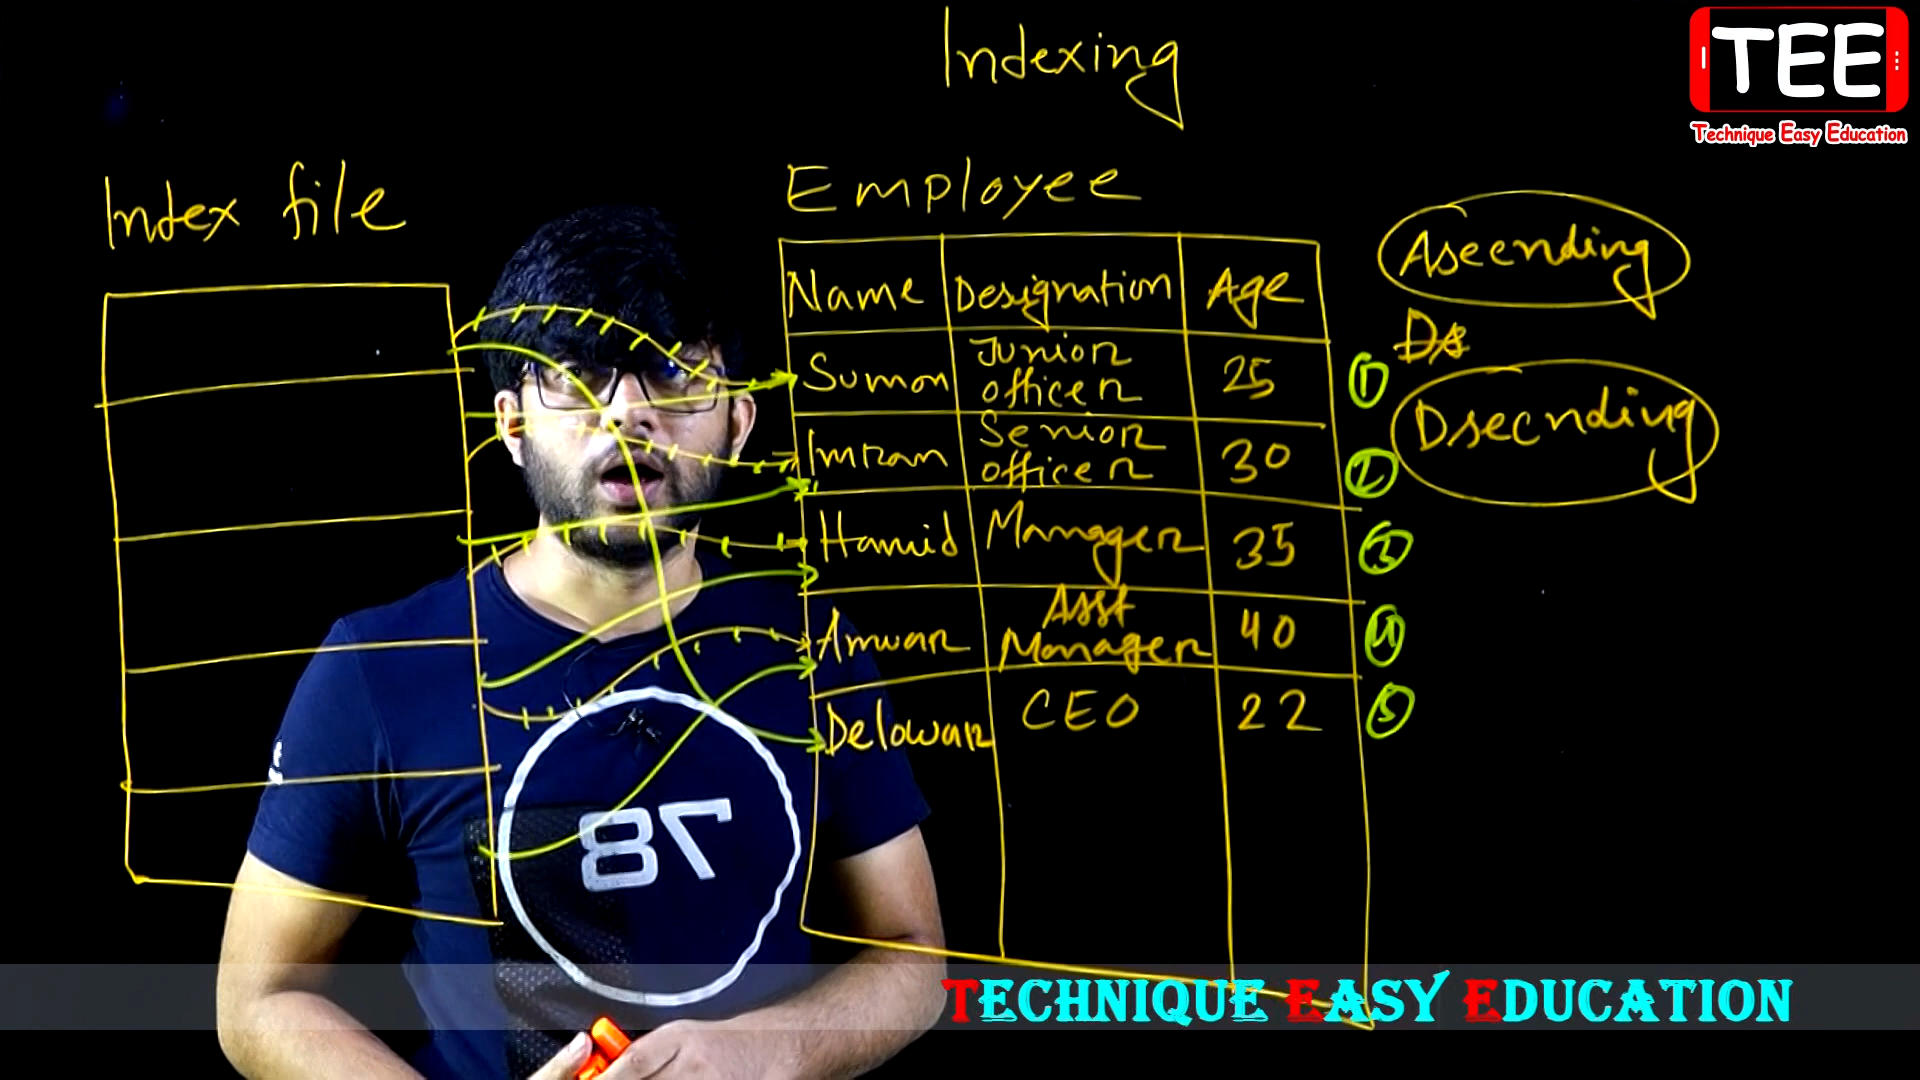 Indexing
TEE
Technique Easy Education
Index file
Employee
Name Designation Age
Sumon Junior officer 25 1
Imran Senior officer 30 2
Hamid Manager 35 3
Anwar Asst Manager 40 4
Delowar CEO 22 5
Ascending
Ds
Dsecnding
78
TECHNIQUE EASY EDUCATION